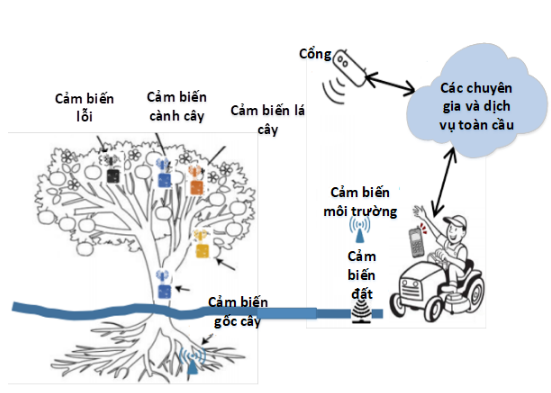 Cổng
Các chuyên
gia và dịch
vụ toàn cầu
Cảm biến
lỗi
Cảm biến
cành cây
Cảm biến lá
cây
Cảm biến
môi trường
Cảm
biến
đất
Cảm biến
gốc cây